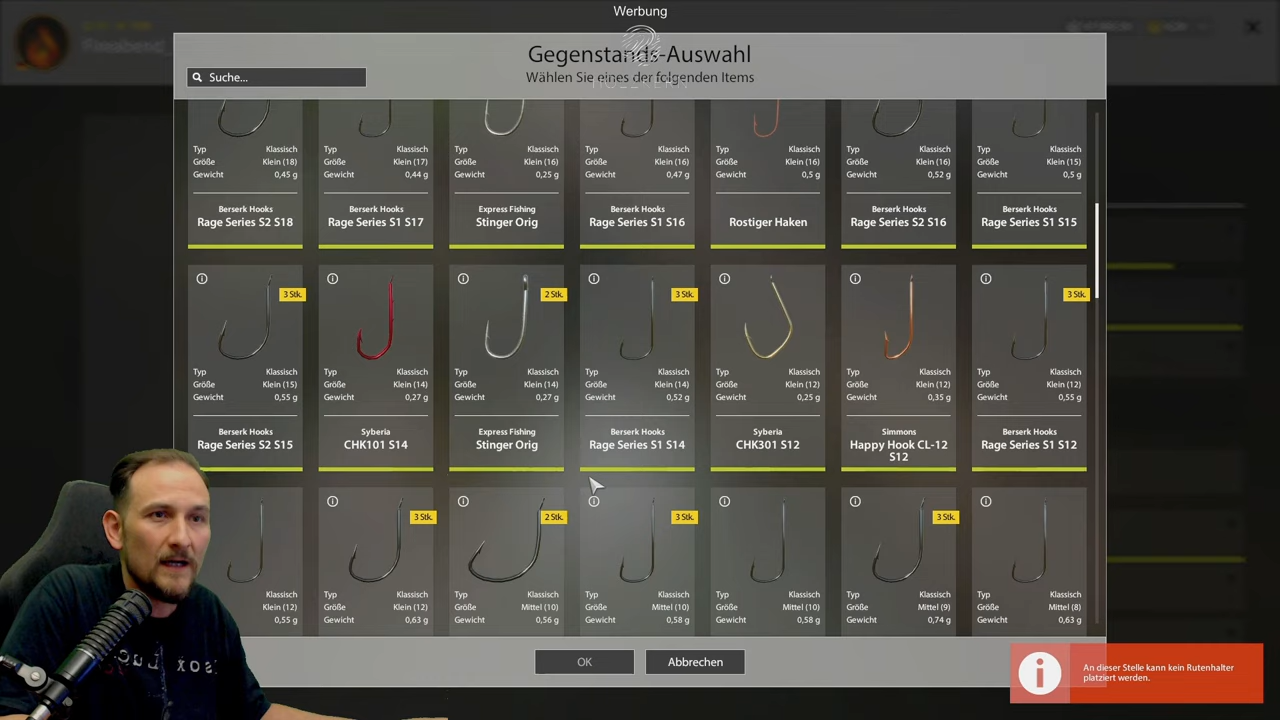 Werbung
Gegenstands-Auswahl
Suche...
Wählen Sie eines der folgenden Items
Typ Klassisch Typ Klassisch Typ Klassisch Typ Klassisch Typ Klassisch Typ Klassisch Typ Klassisch
Größe Klein (18) Größe Klein (17) Größe Klein (16) Größe Klein (16) Größe Klein (16) Größe Klein (16) Größe Klein (15)
Gewicht 0,45 g Gewicht 0,44 g Gewicht 0,25 g Gewicht 0,47 g Gewicht 0,5 g Gewicht 0,52 g Gewicht 0,5 g
Berserk Hooks Berserk Hooks Express Fishing Berserk Hooks Berserk Hooks Berserk Hooks
Rage Series S2 S18 Rage Series S1 S17 Stinger Orig Rage Series S1 S16 Rostiger Haken Rage Series S2 S16 Rage Series S1 S15
3 Stk. 2 Stk. 3 Stk. 3 Stk.
Typ Klassisch Typ Klassisch Typ Klassisch Typ Klassisch Typ Klassisch Typ Klassisch Typ Klassisch
Größe Klein (15) Größe Klein (14) Größe Klein (14) Größe Klein (14) Größe Klein (12) Größe Klein (12) Größe Klein (12)
Gewicht 0,55 g Gewicht 0,27 g Gewicht 0,27 g Gewicht 0,52 g Gewicht 0,25 g Gewicht 0,35 g Gewicht 0,55 g
Berserk Hooks Syberia Express Fishing Berserk Hooks Syberia Simmons Berserk Hooks
Rage Series S2 S15 CHK101 S14 Stinger Orig Rage Series S1 S14 CHK301 S12 Happy Hook CL-12 Rage Series S1 S12
S12
3 Stk. 2 Stk. 3 Stk. 3 Stk.
Klassisch Typ Klassisch Typ Klassisch Typ Klassisch Typ Klassisch Typ Klassisch Typ Klassisch
Klein (12) Größe Klein (12) Größe Mittel (10) Größe Mittel (10) Größe Mittel (10) Größe Mittel (9) Größe Mittel (8)
0,55 g Gewicht 0,63 g Gewicht 0,56 g Gewicht 0,58 g Gewicht 0,58 g Gewicht 0,74 g Gewicht 0,63 g
OK Abbrechen
An dieser Stelle kann kein Rutenhalter
platziert werden.